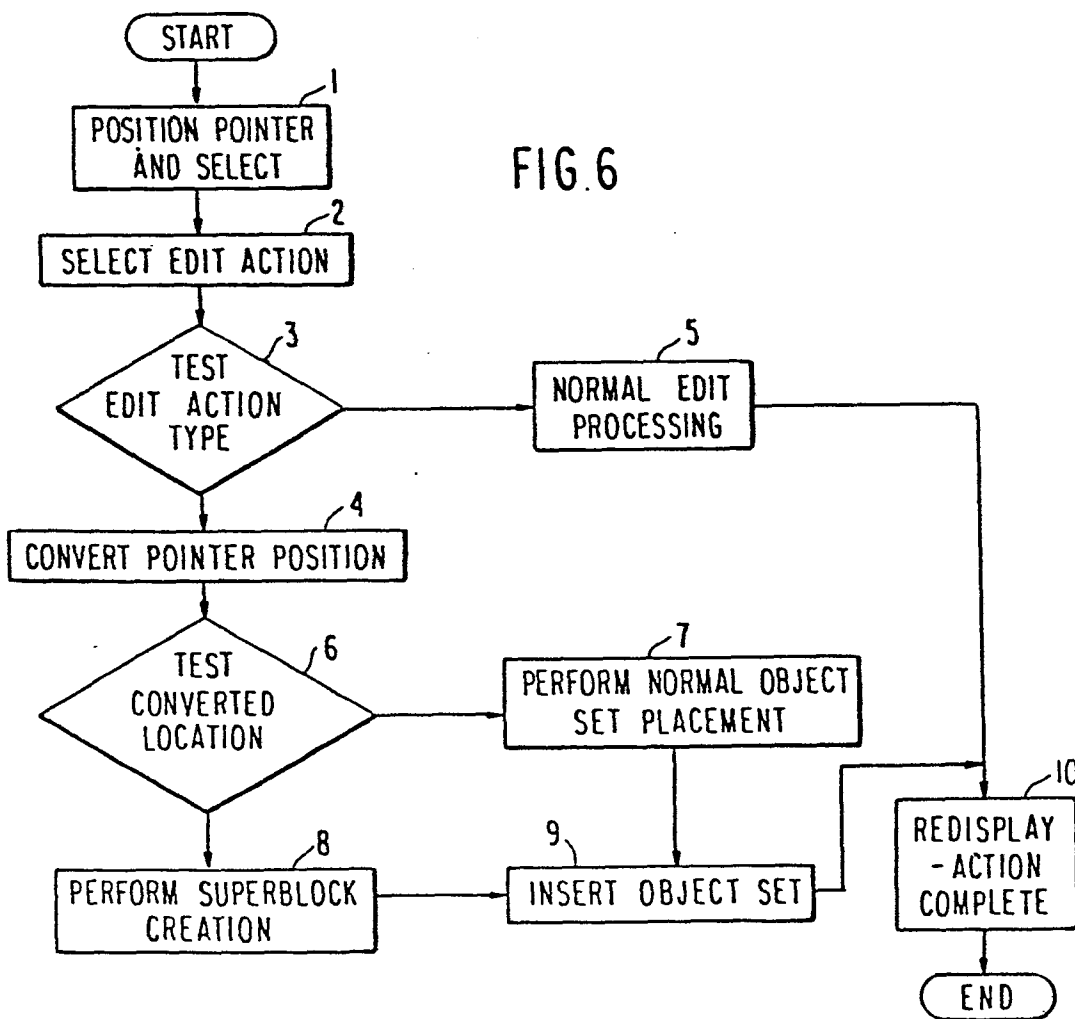 START
1
POSITION POINTER
AND SELECT
FIG.6
2
SELECT EDIT ACTION
3
TEST
EDIT ACTION
TYPE
5
NORMAL EDIT
PROCESSING
4
CONVERT POINTER POSITION
6
TEST
CONVERTED
LOCATION
7
PERFORM NORMAL OBJECT
SET PLACEMENT
8
PERFORM SUPERBLOCK
CREATION
9
INSERT OBJECT SET
10
REDISPLAY
-ACTION
COMPLETE
END